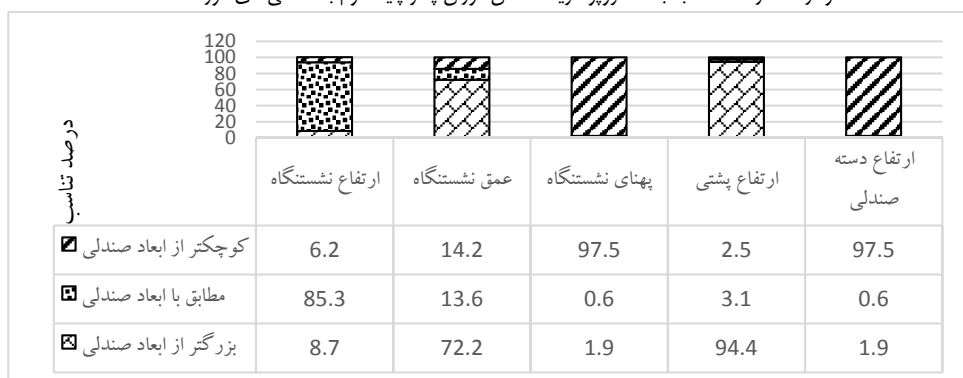 120
100
80
60
40
20
0
درصد تناسب
ارتفاع نشستنگاه	عمق نشستنگاه	پهنای نشستنگاه	ارتفاع پشتی	ارتفاع دسته صندلی
کوچکتر از ابعاد صندلی	6.2	14.2	97.5	2.5	97.5
مطابق با ابعاد صندلی	85.3	13.6	0.6	3.1	0.6
بزرگتر از ابعاد صندلی	8.7	72.2	1.9	94.4	1.9